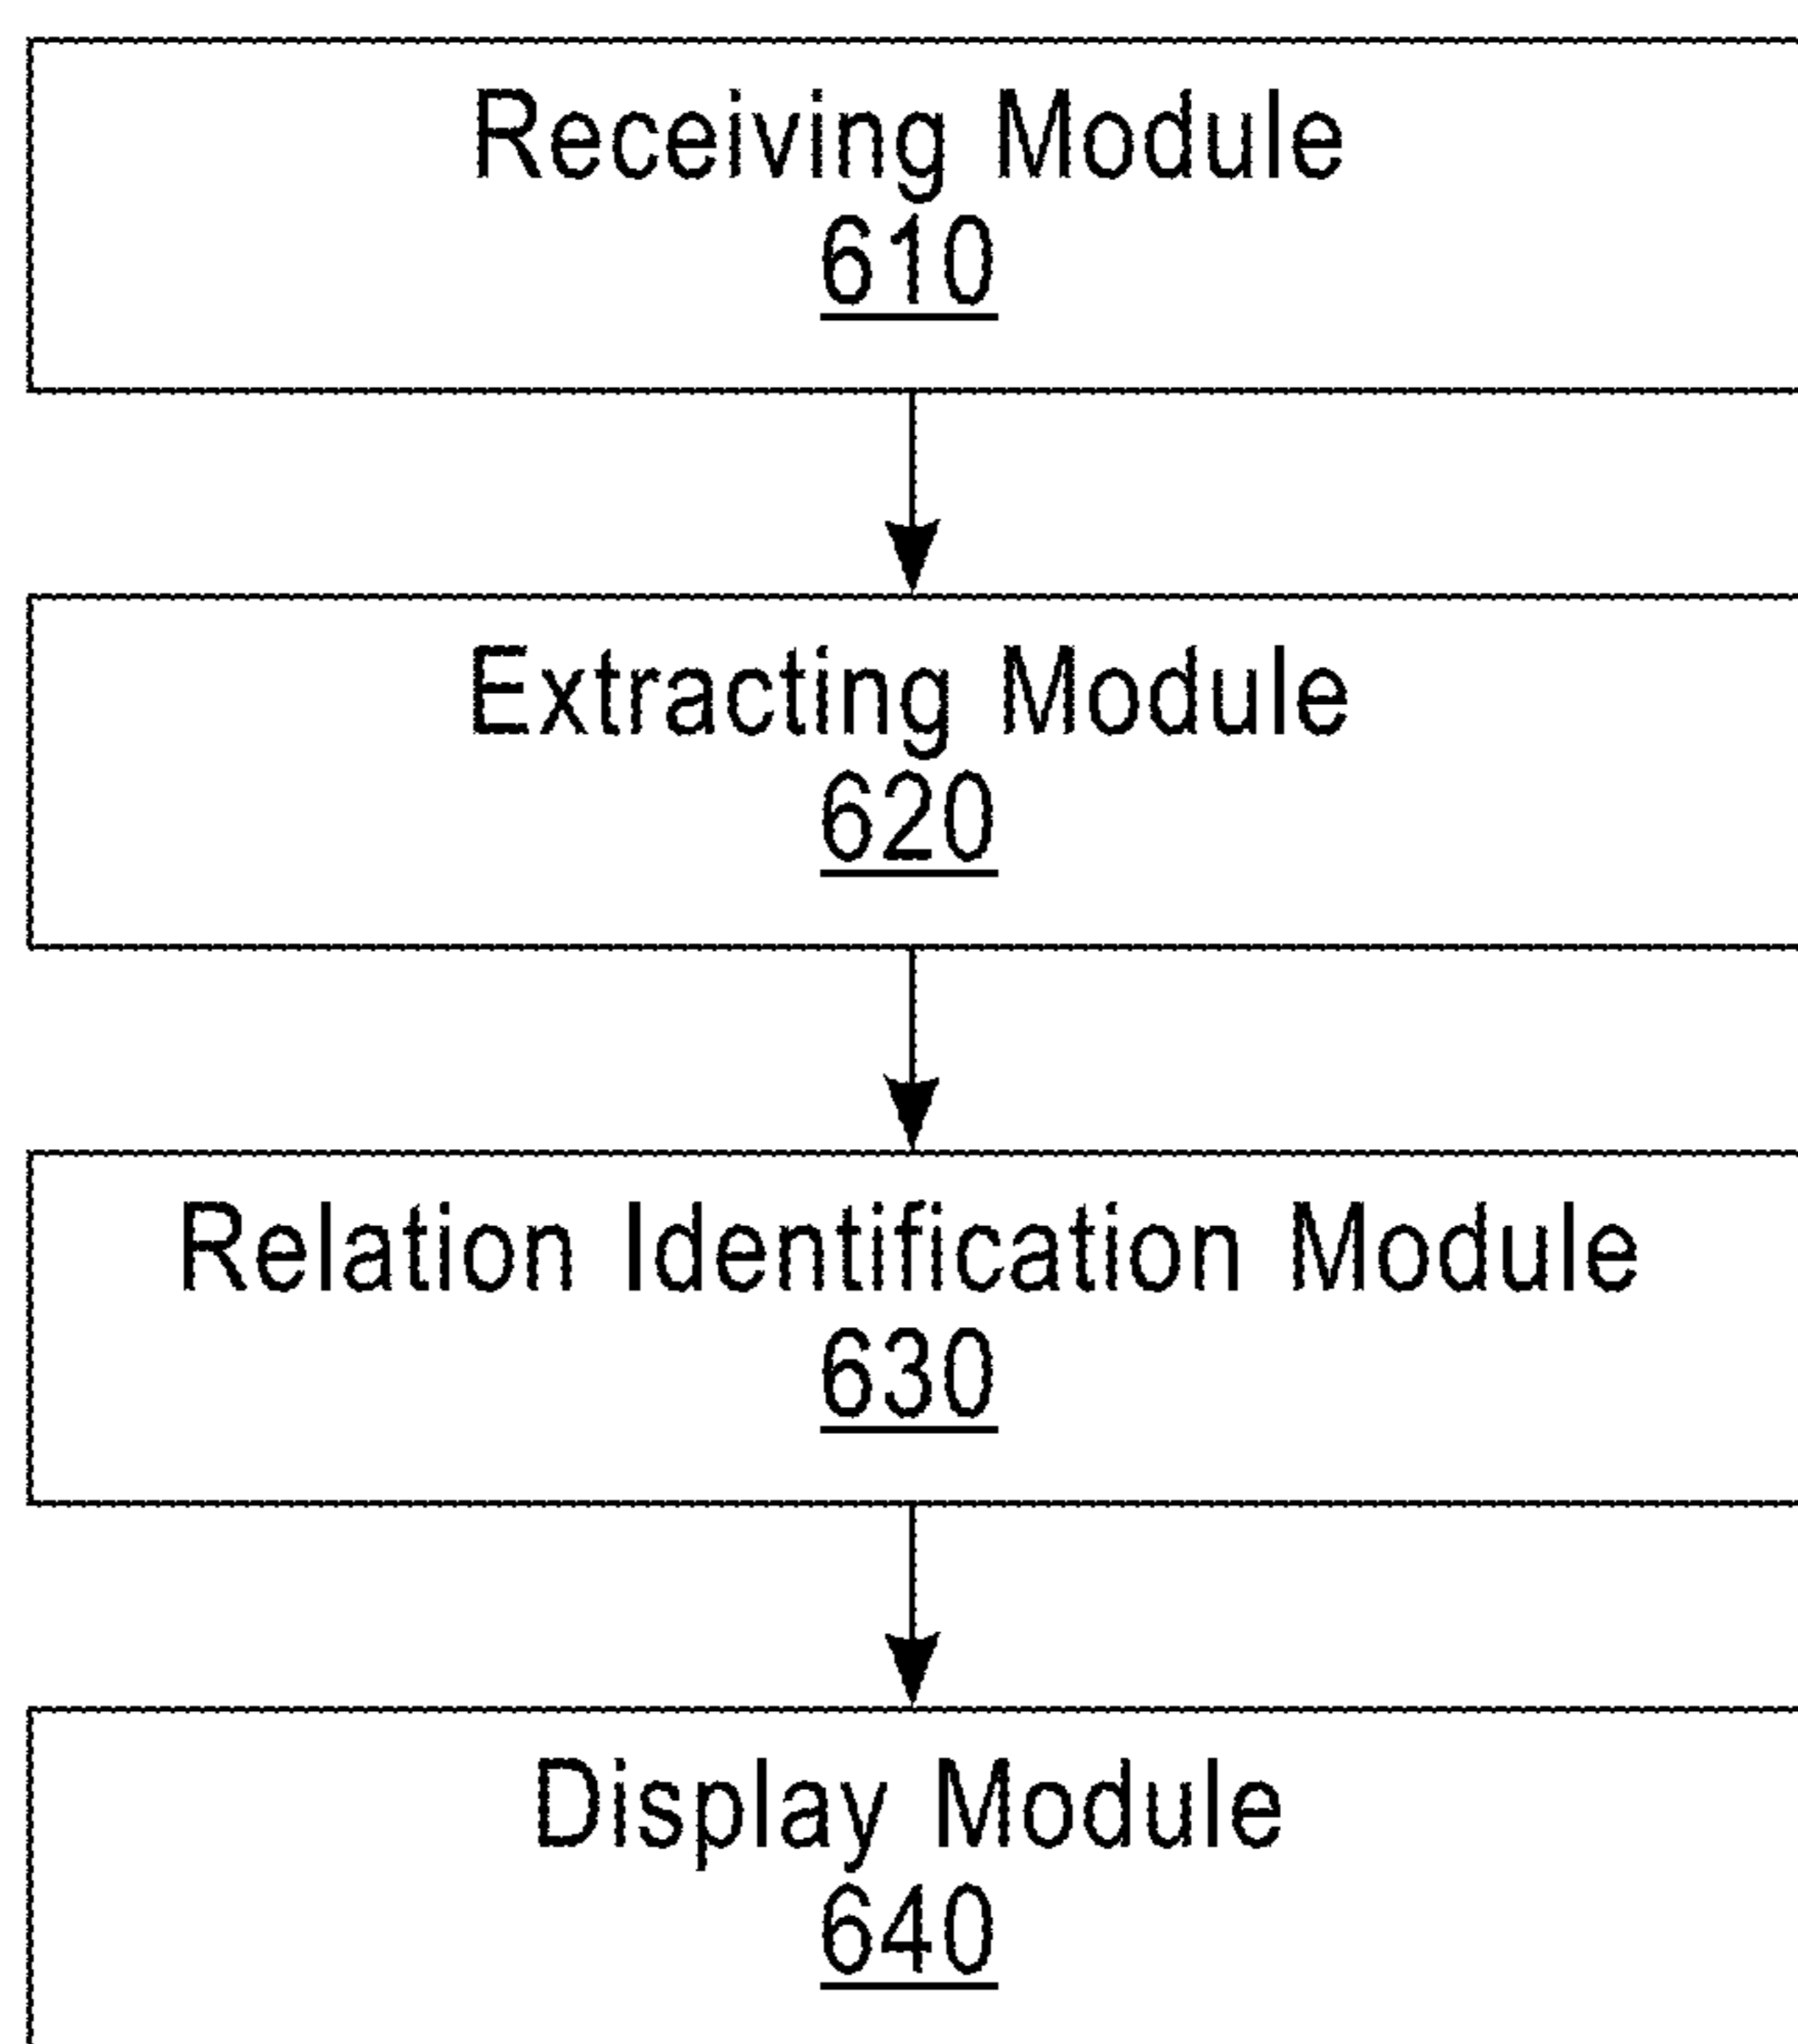 Receiving Module
610
Extracting Module
620
Relation Identification Module
630
Display Module
640